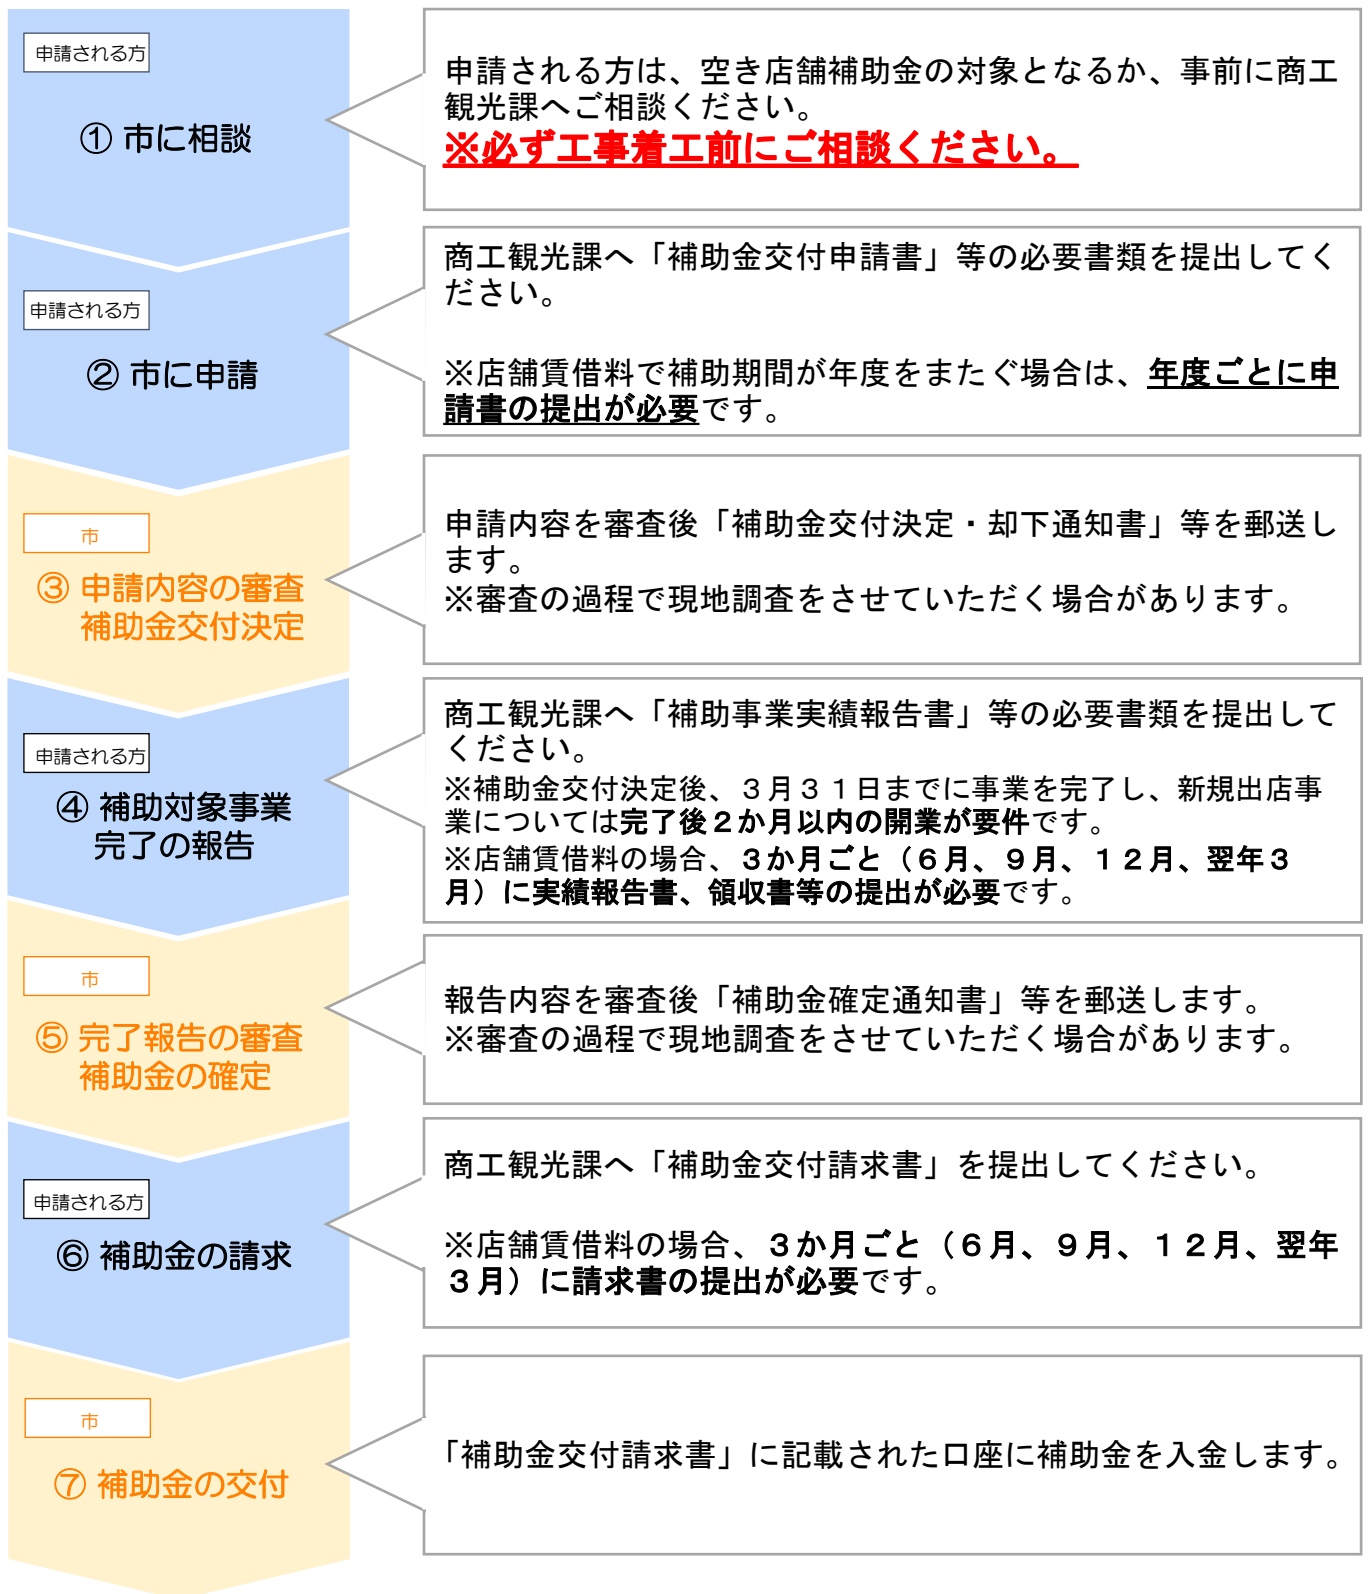 申請される方
① 市に相談
申請される方は、空き店舗補助金の対象となるか、事前に商工
観光課へご相談ください。
※必ず工事着工前にご相談ください。
申請される方
② 市に申請
商工観光課へ「補助金交付申請書」等の必要書類を提出してく
ださい。
※店舗賃借料で補助期間が年度をまたぐ場合は、年度ごとに申
請書の提出が必要です。
市
③ 申請内容の審査
補助金交付決定
申請内容を審査後「補助金交付決定・却下通知書」等を郵送し
ます。
※審査の過程で現地調査をさせていただく場合があります。
申請される方
④ 補助対象事業
完了の報告
商工観光課へ「補助事業実績報告書」等の必要書類を提出して
ください。
※補助金交付決定後、３月３１日までに事業を完了し、新規出店事
業については完了後２か月以内の開業が要件です。
※店舗賃借料の場合、３か月ごと（６月、９月、１２月、翌年３
月）に実績報告書、領収書等の提出が必要です。
市
⑤ 完了報告の審査
補助金の確定
報告内容を審査後「補助金確定通知書」等を郵送します。
※審査の過程で現地調査をさせていただく場合があります。
申請される方
⑥ 補助金の請求
商工観光課へ「補助金交付請求書」を提出してください。
※店舗賃借料の場合、３か月ごと（６月、９月、１２月、翌年
３月）に請求書の提出が必要です。
市
⑦ 補助金の交付
「補助金交付請求書」に記載された口座に補助金を入金します。